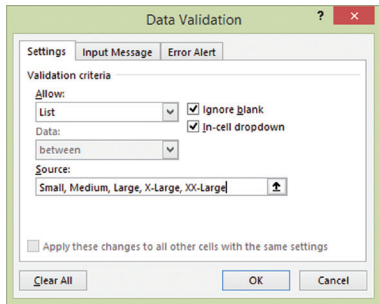 Data Validation ? ×
Settings Input Message Error Alert
Validation criteria
Allow:
List
Ignore blank
In-cell dropdown
Data:
between
Source:
Small, Medium, Large, X-Large, XX-Large
Apply these changes to all other cells with the same settings
Clear All OK Cancel